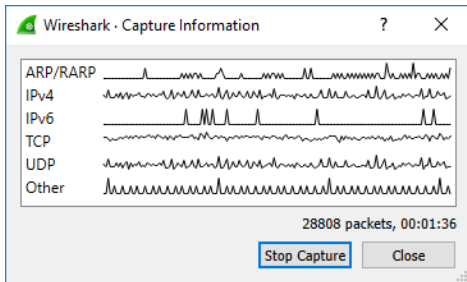 Wireshark · Capture Information
ARP/RARP
IPv4
IPv6
TCP
UDP
Other
28808 packets, 00:01:36
Stop Capture Close